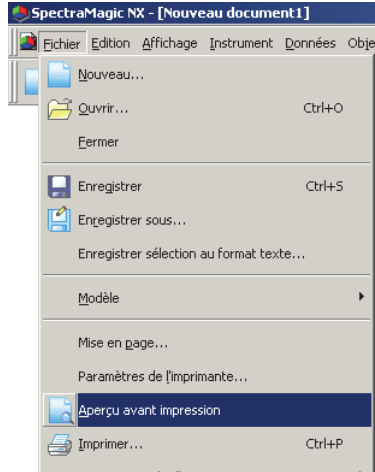 SpectraMagic NX - [Nouveau document1]
Fichier Edition Affichage Instrument Données Obje
Nouveau...
Ouvrir... Ctrl+O
Fermer
Enregistrer Ctrl+S
Enregistrer sous...
Enregistrer sélection au format texte...
Modèle
Mise en page...
Paramètres de l'imprimante...
Aperçu avant impression
Imprimer... Ctrl+P